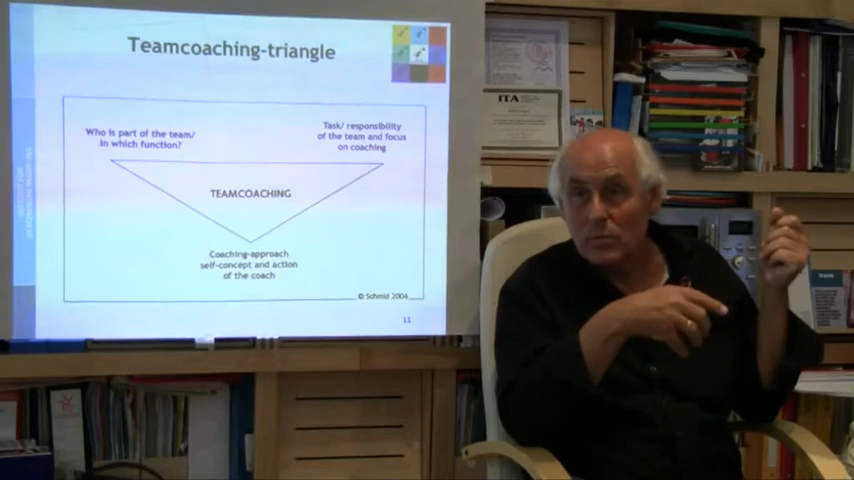 Teamcoaching-triangle
Who is part of the team/
in which function?
Task/ responsibility
of the team and focus
on coaching
TEAMCOACHING
Coaching-approach
self-concept and action
of the coach
© Schmid 2004
11
ITA